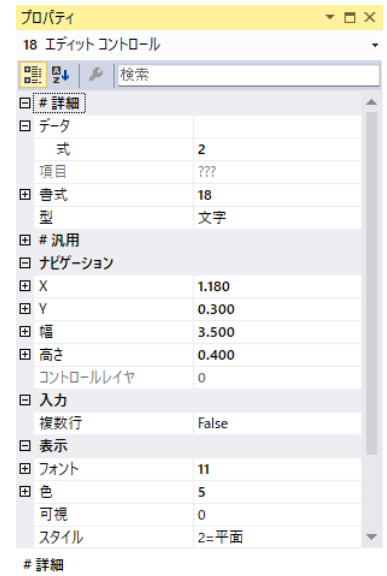 プロパティ
18 エディット コントロール
検索
# 詳細
データ
式 2
項目 ???
書式 18
型 文字
# 汎用
ナビゲーション
X 1.180
Y 0.300
幅 3.500
高さ 0.400
コントロールレイヤ 0
入力
複数行 False
表示
フォント 11
色 5
可視 0
スタイル 2=平面
# 詳細